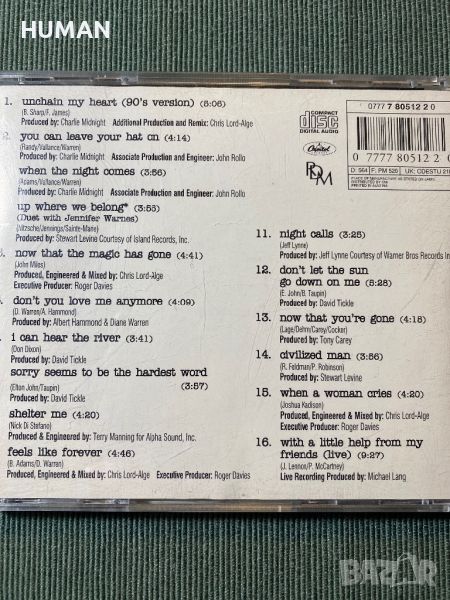 HUMAN
1. unchain my heart (90's version) (5:05)
(B. Sharp/F. James)
Produced by: Charlie Midnight Additional Production and Remix: Chris Lord-Alge
2. you can leave your hat on (4:14)
(Randy/Vallance/Warren)
Produced by: Charlie Midnight Associate Production and Engineer: John Rollo
when the night comes (3:56)
(Adams/Vallance/Warren)
Produced by: Charlie Midnight Associate Production and Engineer: John Rollo
up where we belong* (3:53)
(Duet with Jennifer Warnes)
(Nitzsche/Jennings/Sainte-Marie)
Produced by: Stewart Levine Courtesy of Island Records, Inc.
now that the magic has gone (4:41)
(John Miles)
Produced, Engineered & Mixed by: Chris Lord-Alge
Executive Producer: Roger Davies
don't you love me anymore (4:09)
(D. Warren/A. Hammond)
Produced by: Albert Hammond & Diane Warren
i can hear the river (3:41)
(Don Dixon)
Produced by: David Tickle
sorry seems to be the hardest word
(Elton John/Taupin) (3:57)
Produced by: David Tickle
shelter me (4:20)
(Nick Di Stefano)
Produced & Engineered by: Terry Manning for Alpha Sound, Inc.
feels like forever (4:46)
(B. Adams/D. Warren)
Produced, Engineered & Mixed by: Chris Lord-Alge Executive Producer: Roger Davies
COMPACT
disc
DIGITAL AUDIO
Capitol
0777 7 80512 2 0
0 7777 80512 2 0
11. night calls (3:25)
(Jeff Lynne)
Produced by: Jeff Lynne Courtesy of Warner Bros Records Inc.
12. don't let the sun
go down on me (5:28)
(E. John/B. Taupin)
Produced by: David Tickle
13. now that you're gone (4:18)
(Lage/Dehm/Carey/Cocker)
Produced by: Tony Carey
14. civilized man (3:56)
(R. Feldman/P. Robinson)
Produced by: Stewart Levine
15. when a woman cries (4:20)
(Joshua Kadison)
Produced, Engineered & Mixed by: Chris Lord-Alge
Executive Producer: Roger Davies
16. with a little help from my
friends (live) (9:27)
(J. Lennon/P. McCartney)
Live Recording Produced by: Michael Lang
BAZAR